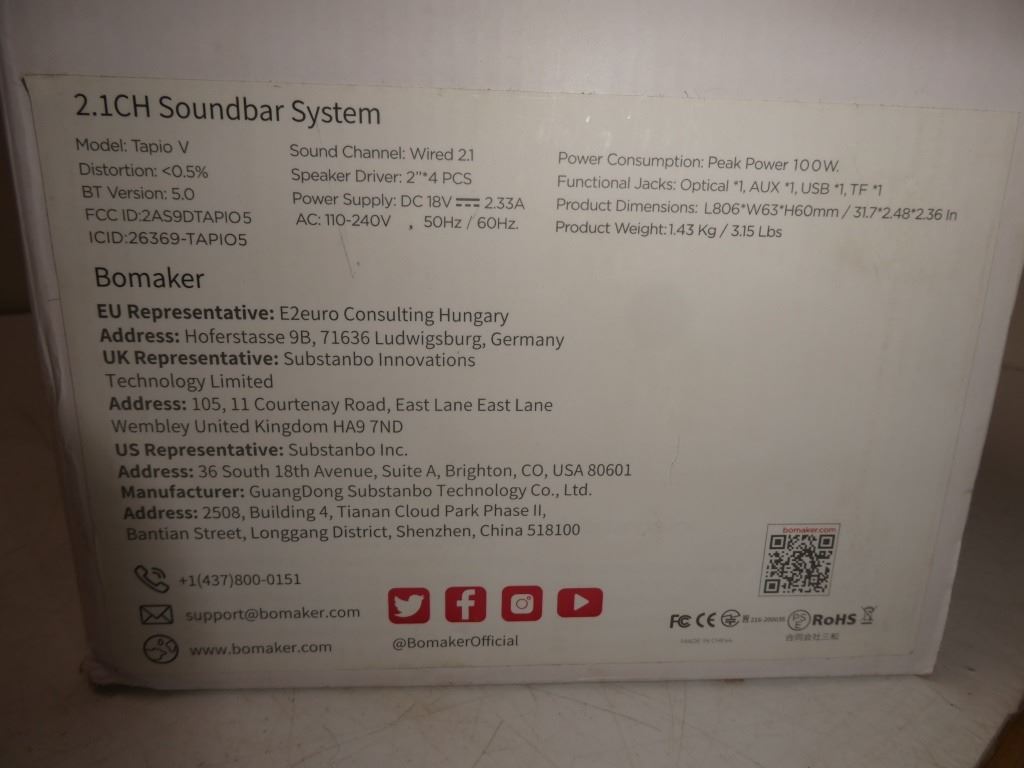 2.1CH Soundbar System
Model: Tapio V
Distortion: <0.5%
BT Version: 5.0
FCC ID:2AS9DTAPIO5
ICID:26369-TAPIO5
Sound Channel: Wired 2.1
Speaker Driver: 2"*4 PCS
Power Supply: DC 18V ⎓ 2.33A
AC: 110-240V , 50Hz / 60Hz.
Power Consumption: Peak Power 100W.
Functional Jacks: Optical *1, AUX *1, USB *1, TF *1
Product Dimensions: L806*W63*H60mm / 31.7*2.48*2.36 In
Product Weight:1.43 Kg / 3.15 Lbs
Bomaker
EU Representative: E2euro Consulting Hungary
Address: Hoferstasse 9B, 71636 Ludwigsburg, Germany
UK Representative: Substanbo Innovations
Technology Limited
Address: 105, 11 Courtenay Road, East Lane East Lane
Wembley United Kingdom HA9 7ND
US Representative: Substanbo Inc.
Address: 36 South 18th Avenue, Suite A, Brighton, CO, USA 80601
Manufacturer: GuangDong Substanbo Technology Co., Ltd.
Address: 2508, Building 4, Tianan Cloud Park Phase II,
Bantian Street, Longgang District, Shenzhen, China 518100
+1(437)800-0151
support@bomaker.com
www.bomaker.com
@BomakerOfficial
bomaker.com
FC CE PSE RoHS
MADE IN CHINA